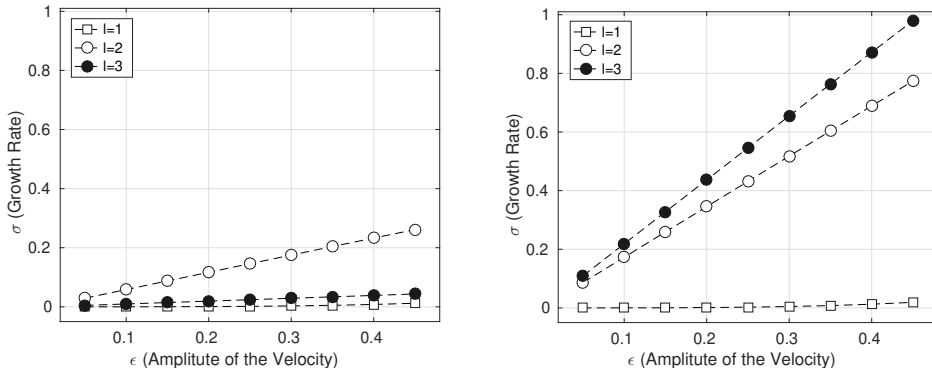 1
0.8
0.6
0.4
0.2
0
σ (Growth Rate)
l=1
l=2
l=3
0.1 0.2 0.3 0.4
ϵ (Amplitute of the Velocity)
1
0.8
0.6
0.4
0.2
0
σ (Growth Rate)
l=1
l=2
l=3
0.1 0.2 0.3 0.4
ϵ (Amplitute of the Velocity)